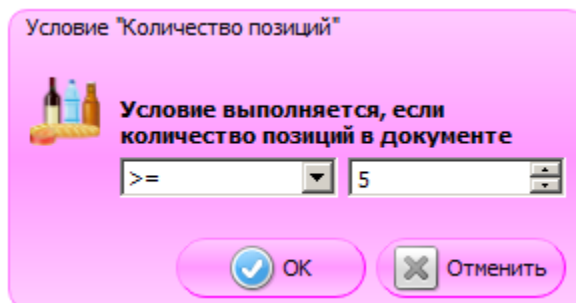 Условие "Количество позиций"
Условие выполняется, если
количество позиций в документе
>= 5
OK Отменить